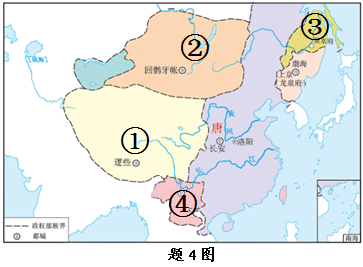 ②
③
回鹘牙帐
渤海
上京
(龙泉府)
①
逻些
唐
长安
洛阳
④
政权部族界
都城
南海
题 4 图